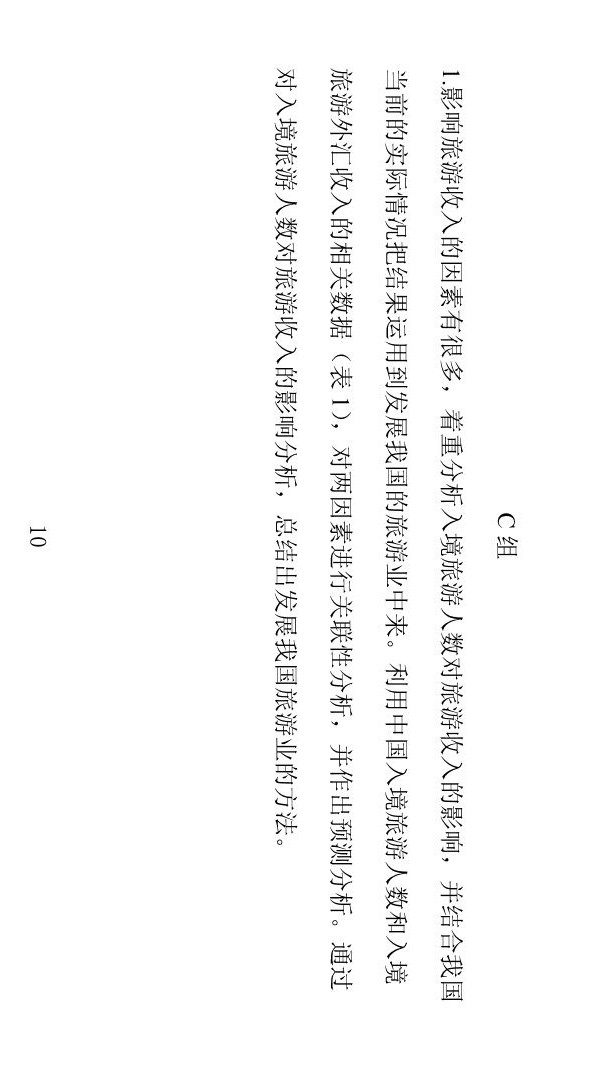 C 组
1.影响旅游收入的因素有很多，着重分析入境旅游人数对旅游收入的影响，并结合我国
当前的实际情况把结果运用到发展我国的旅游业中来。利用中国入境旅游人数和入境
旅游外汇收入的相关数据（表 1），对两因素进行关联性分析，并作出预测分析。通过
对入境旅游人数对旅游收入的影响分析，总结出发展我国旅游业的方法。
10